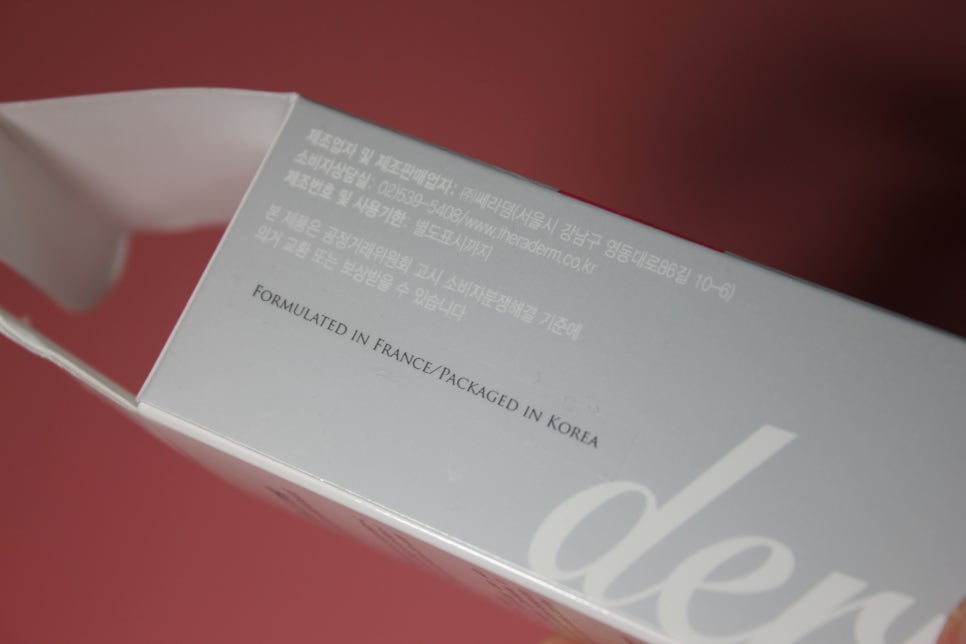 제조업자 및 제조판매업자: ㈜쎄라덤(서울시 강남구 영동대로86길 10-6)
소비자상담실: 02)539-5408/www.theraderm.co.kr
제조번호 및 사용기한: 별도표시까지
본 제품은 공정거래위원회 고시 소비자분쟁해결 기준에
의거 교환 또는 보상받을 수 있습니다
FORMULATED IN FRANCE/PACKAGED IN KOREA
der